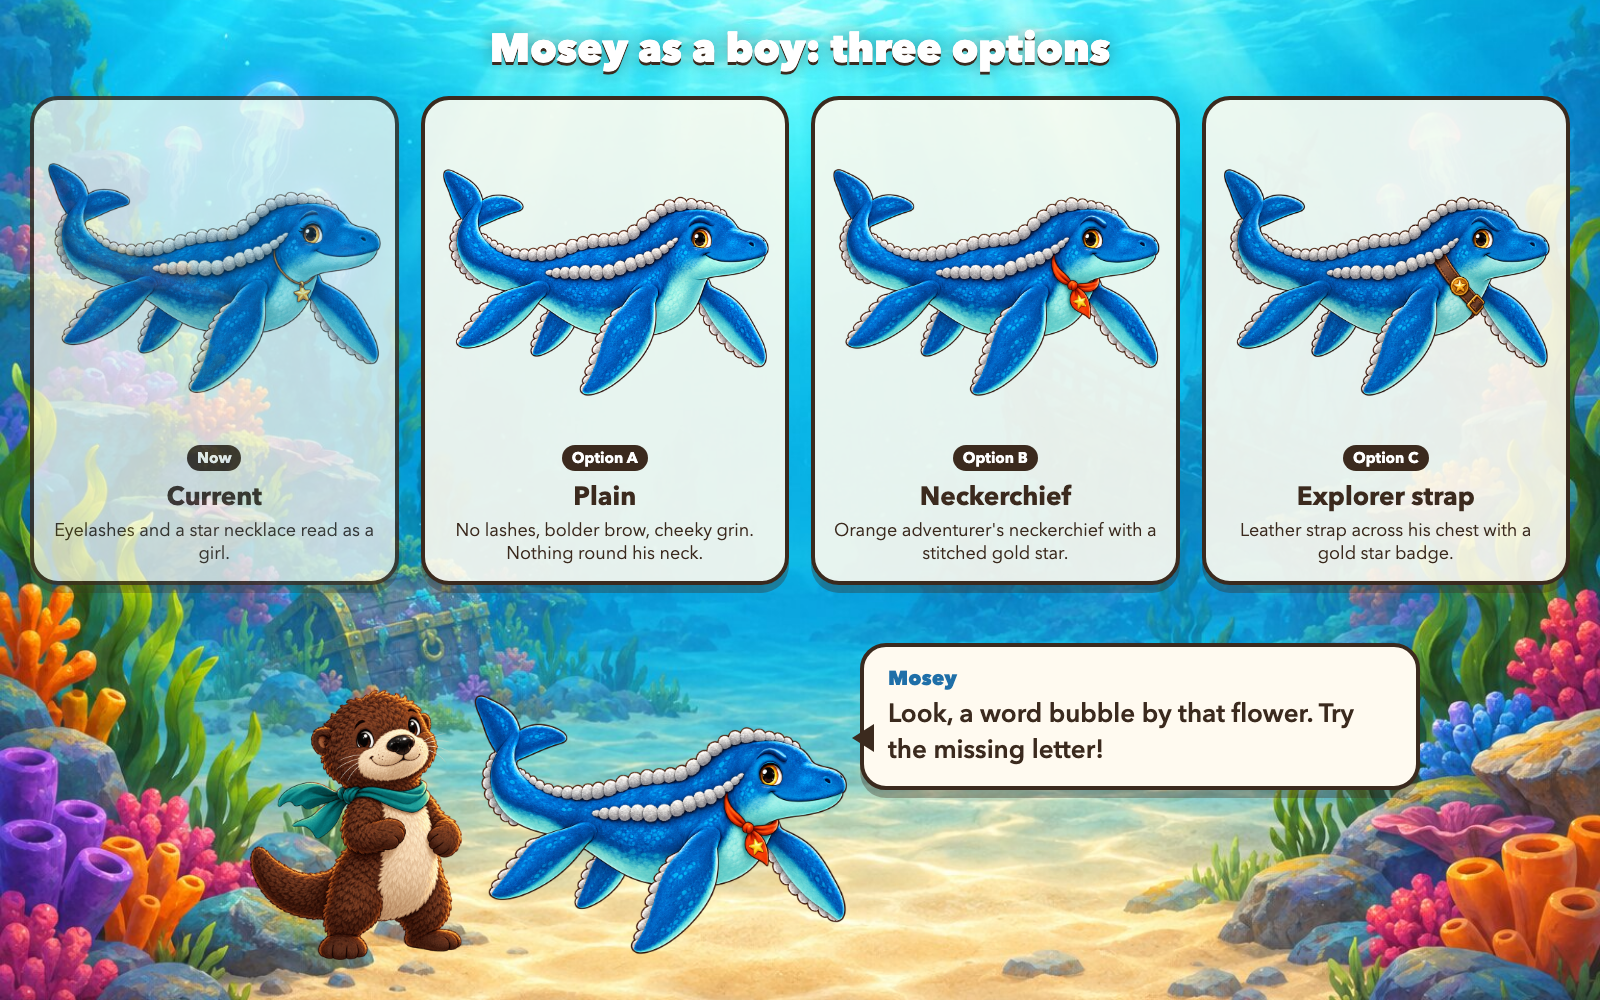 Mosey as a boy: three options
Now
Current
Eyelashes and a star necklace read as a
girl.
Option A
Plain
No lashes, bolder brow, cheeky grin.
Nothing round his neck.
Option B
Neckerchief
Orange adventurer's neckerchief with a
stitched gold star.
Option C
Explorer strap
Leather strap across his chest with a
gold star badge.
Mosey
Look, a word bubble by that flower. Try
the missing letter!